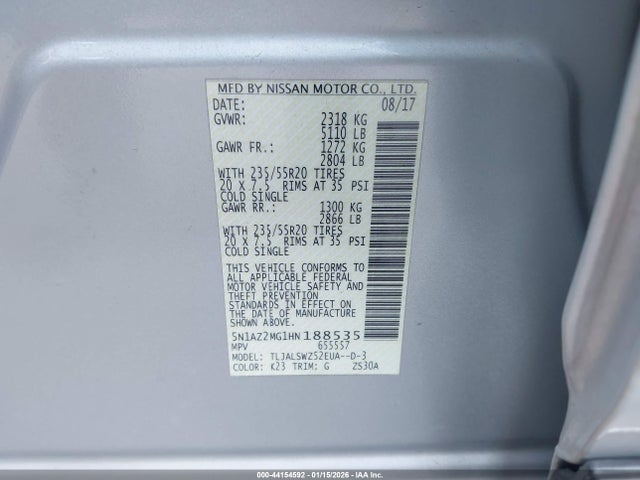 MFD BY NISSAN MOTOR CO., LTD.
DATE: 08/17
GVWR: 2318 KG
5110 LB
GAWR FR.: 1272 KG
2804 LB
WITH 235/55R20 TIRES
20 X 7.5 RIMS AT 35 PSI
COLD SINGLE
GAWR RR.: 1300 KG
2866 LB
WITH 235/55R20 TIRES
20 X 7.5 RIMS AT 35 PSI
COLD SINGLE
THIS VEHICLE CONFORMS TO
ALL APPLICABLE FEDERAL
MOTOR VEHICLE SAFETY AND
THEFT PREVENTION
STANDARDS IN EFFECT ON
THE DATE OF MANUFACTURE
SHOWN ABOVE.
5N1AZ2MG1HN188535
MPV 655557
MODEL: TLJALSWZ52EUA--D-3
COLOR: K23 TRIM: G ZS30A
000-44154592 - 01/15/2026 - IAA Inc.